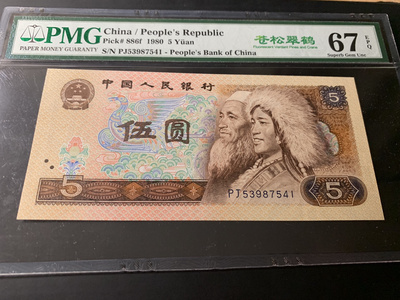 PMG
PAPER MONEY GUARANTY
China / People's Republic
Pick# 886f 1980 5 Yüan
S/N PJ53987541 - People's Bank of China
苍松翠鹤
67 EPQ
Superb Gem Unc
中国人民银行
5
伍圆
5
PJ53987541
5